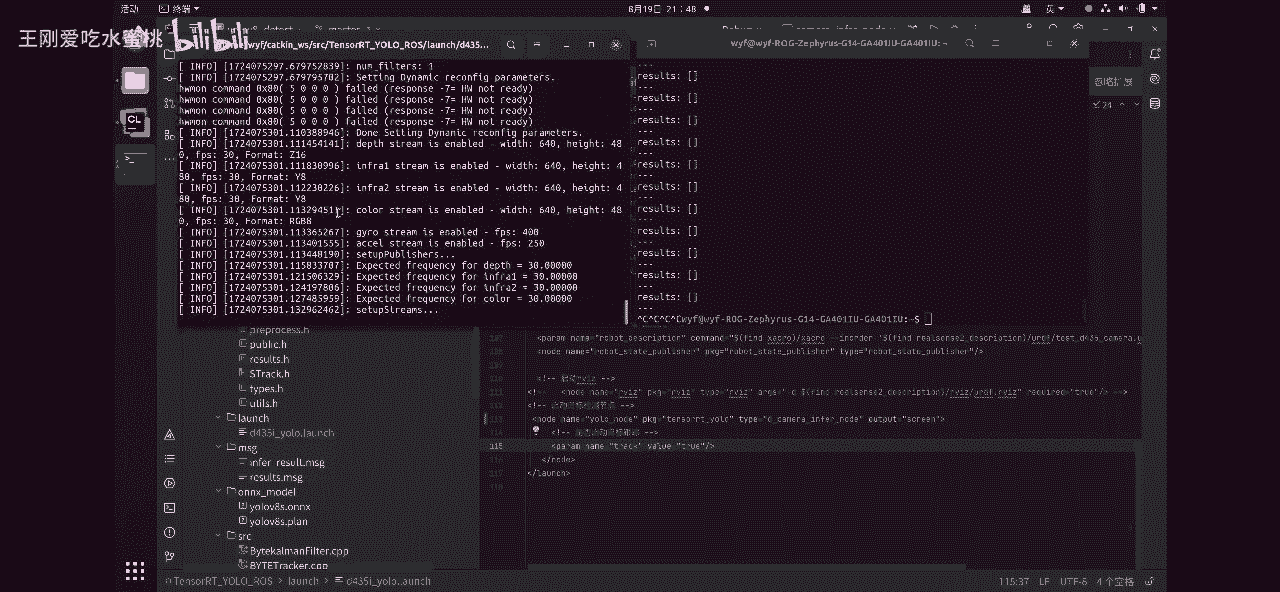 活动
终端
8月19日 21:48
英
王刚爱吃水蜜桃 bilibili
/wyf/catkin_ws/src/TensorRT_YOLO_ROS/launch/d435...
wyf@wyf-ROG-Zephyrus-G14-GA401IU-GA401IU: ~
[ INFO] [1724075297.679752839]: num_filters: 1
[ INFO] [1724075297.679795702]: Setting Dynamic reconfig parameters.
hwmon command 0x80( 5 0 0 0 ) failed (response -7= HW not ready)
hwmon command 0x80( 5 0 0 0 ) failed (response -7= HW not ready)
hwmon command 0x80( 5 0 0 0 ) failed (response -7= HW not ready)
hwmon command 0x80( 5 0 0 0 ) failed (response -7= HW not ready)
[ INFO] [1724075301.110388946]: Done Setting Dynamic reconfig parameters.
[ INFO] [1724075301.111454141]: depth stream is enabled - width: 640, height: 48
0, fps: 30, Format: Z16
[ INFO] [1724075301.111830996]: infra1 stream is enabled - width: 640, height: 4
80, fps: 30, Format: Y8
[ INFO] [1724075301.112230226]: infra2 stream is enabled - width: 640, height: 4
80, fps: 30, Format: Y8
[ INFO] [1724075301.113294511]: color stream is enabled - width: 640, height: 48
0, fps: 30, Format: RGB8
[ INFO] [1724075301.113365267]: gyro stream is enabled - fps: 400
[ INFO] [1724075301.113401555]: accel stream is enabled - fps: 250
[ INFO] [1724075301.113440190]: setupPublishers...
[ INFO] [1724075301.115833707]: Expected frequency for depth = 30.00000
[ INFO] [1724075301.121506329]: Expected frequency for infra1 = 30.00000
[ INFO] [1724075301.124197806]: Expected frequency for infra2 = 30.00000
[ INFO] [1724075301.127485959]: Expected frequency for color = 30.00000
[ INFO] [1724075301.132962462]: setupStreams...
---
results: []
---
results: []
---
results: []
---
results: []
---
results: []
---
results: []
---
results: []
---
results: []
---
results: []
---
results: []
---
results: []
---
^C^C^C^Cwyf@wyf-ROG-Zephyrus-G14-GA401IU-GA401IU:~$
忽略扩展
24
preprocess.h
public.h
results.h
STrack.h
types.h
utils.h
launch
d435i_yolo.launch
msg
infer_result.msg
results.msg
onnx_model
yolov8s.onnx
yolov8s.plan
src
BytekalmanFilter.cpp
BYTETracker.cpp
<param name="robot_description" command="$(find xacro)/xacro --inorder '$(find realsense2_description)/urdf/test_d435_camera.u
<node name="robot_state_publisher" pkg="robot_state_publisher" type="robot_state_publisher"/>
<!-- <node name="rviz" pkg="rviz" type="rviz" args="-d $(find realsense2_description)/rviz/urdf.rviz" required="true"/> -->
<node name="yolo_node" pkg="tensorrt_yolo" type="d_camera_infer_node" output="screen">
115 <param name="track" value="true"/>
</node>
</launch>
TensorRT_YOLO_ROS > launch > d435i_yolo.launch
115:37 LF UTF-8 4 个空格